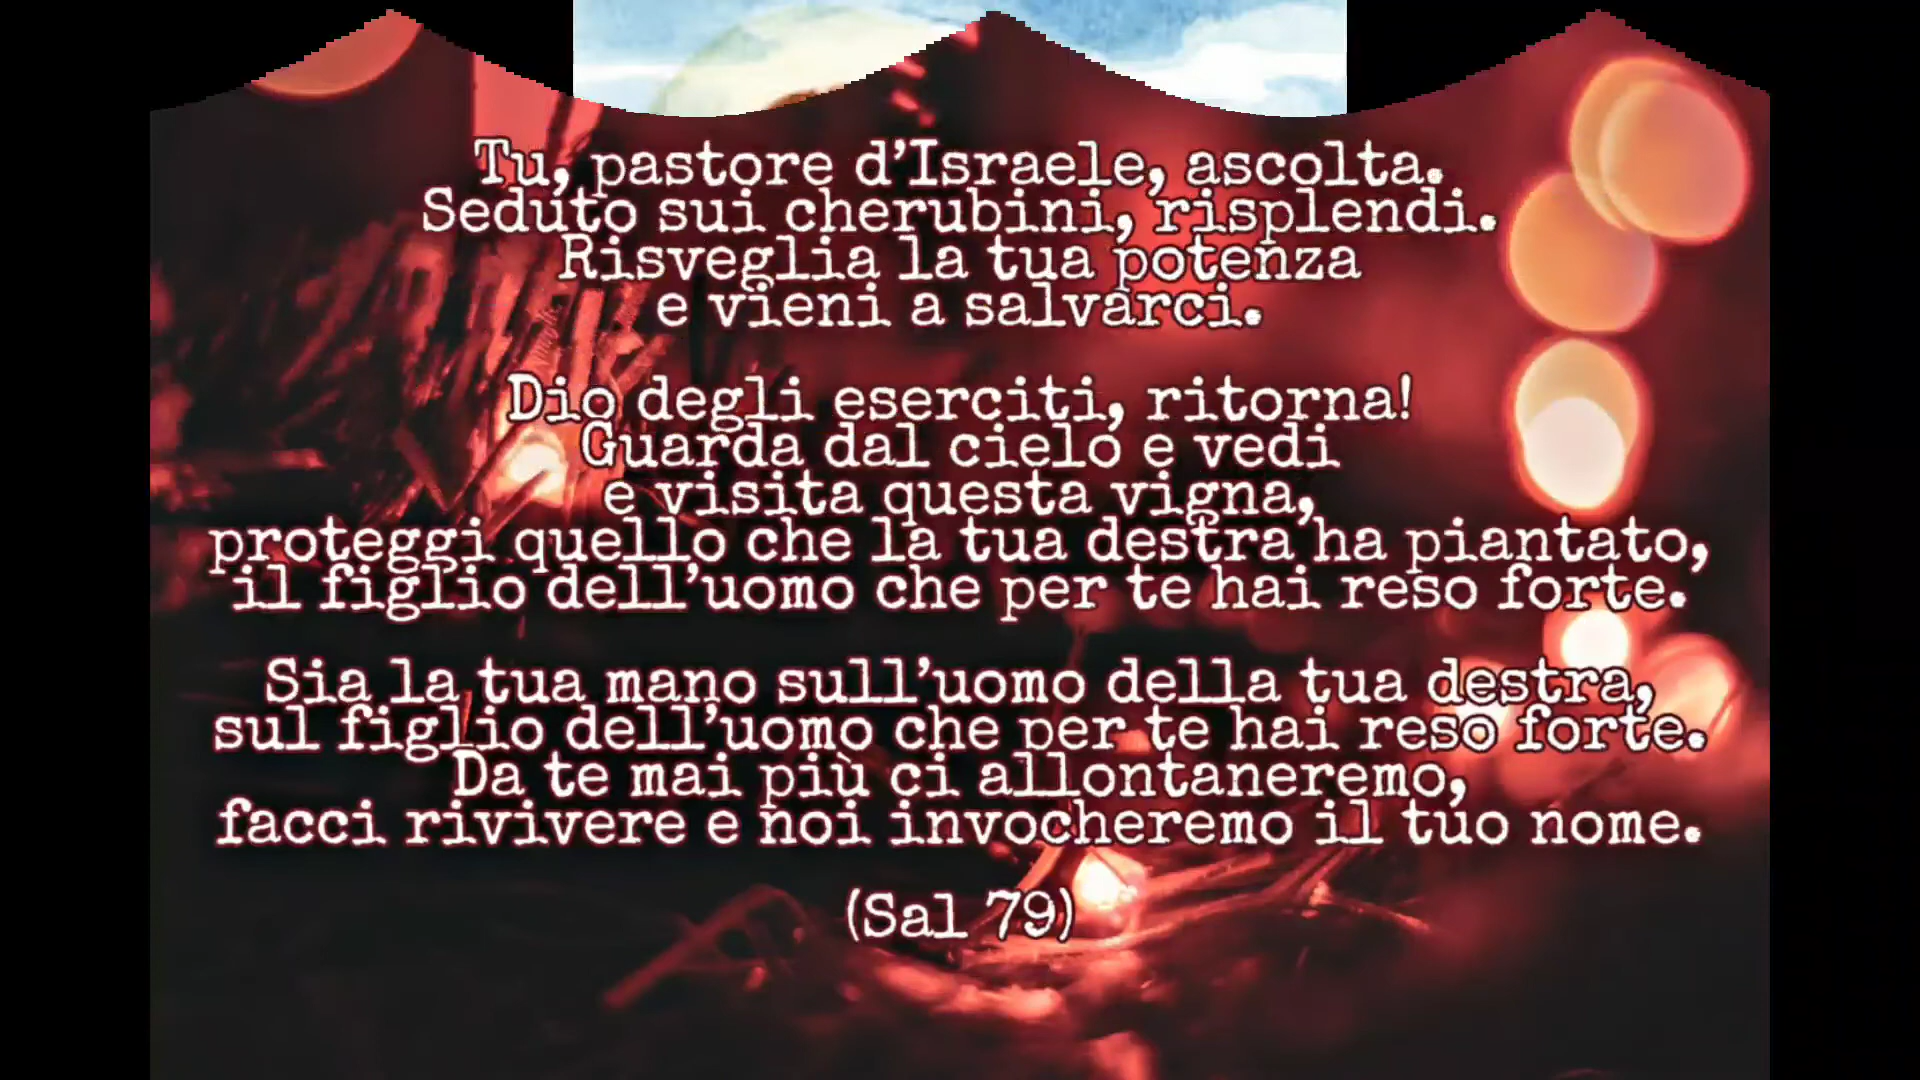 Tu, pastore d’Israele, ascolta.
Seduto sui cherubini, risplendi.
Risveglia la tua potenza
e vieni a salvarci.
Dio degli eserciti, ritorna!
Guarda dal cielo e vedi
e visita questa vigna,
proteggi quello che la tua destra ha piantato,
il figlio dell’uomo che per te hai reso forte.
Sia la tua mano sull’uomo della tua destra,
sul figlio dell’uomo che per te hai reso forte.
Da te mai più ci allontaneremo,
facci rivivere e noi invocheremo il tuo nome.
(Sal 79)